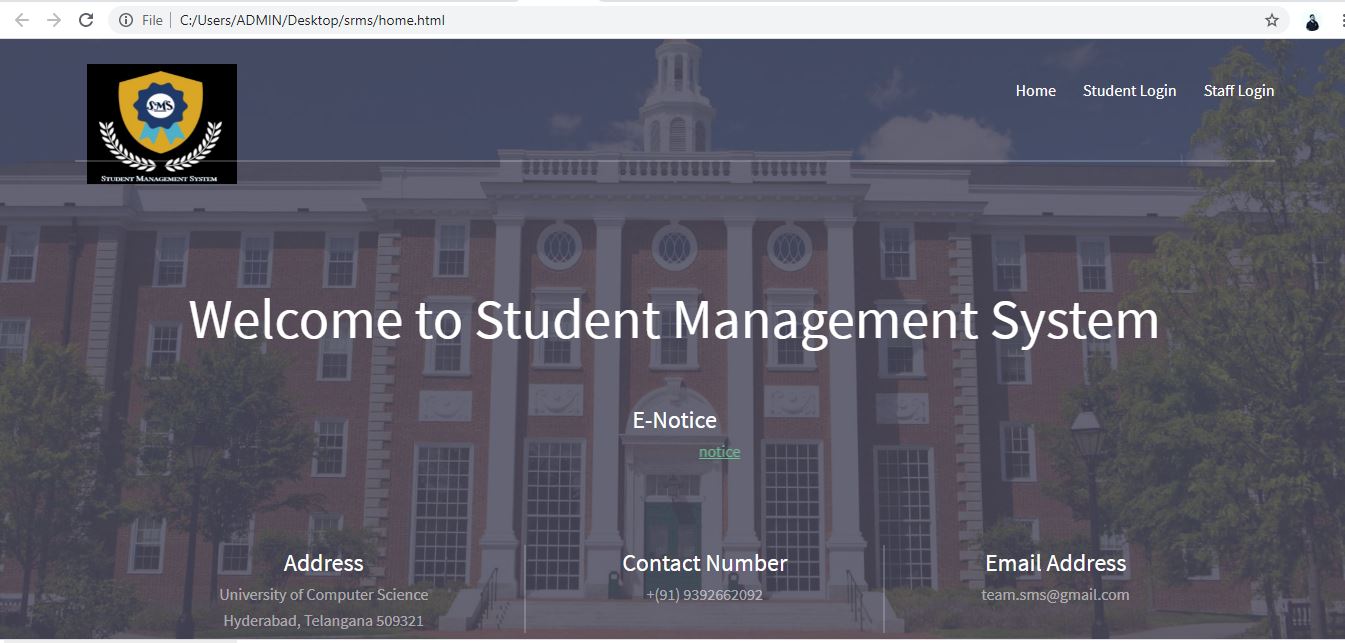 File
C:/Users/ADMIN/Desktop/srms/home.html
SMS
STUDENT MANAGEMENT SYSTEM
Home
Student Login
Staff Login
Welcome to Student Management System
E-Notice
notice
Address
University of Computer Science
Hyderabad, Telangana 509321
Contact Number
+(91) 9392662092
Email Address
team.sms@gmail.com